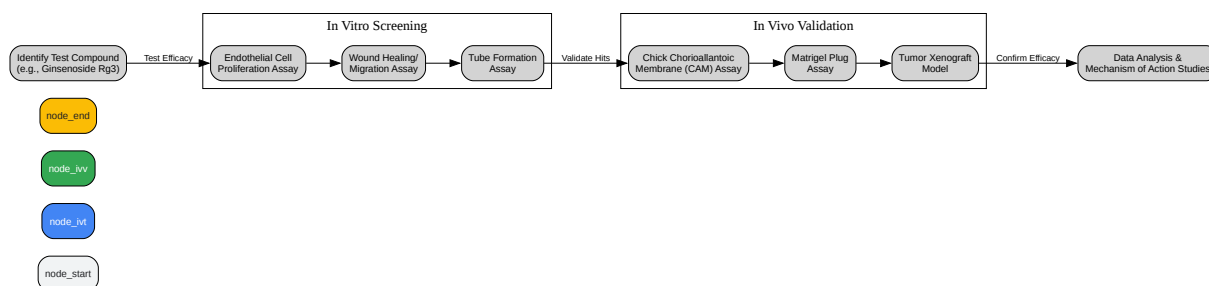 In Vitro Screening
In Vivo Validation
Identify Test Compound
(e.g., Ginsenoside Rg3)
Test Efficacy
Endothelial Cell
Proliferation Assay
Wound Healing/
Migration Assay
Tube Formation
Assay
Validate Hits
Chick Chorioallantoic
Membrane (CAM) Assay
Matrigel Plug
Assay
Tumor Xenograft
Model
Confirm Efficacy
Data Analysis &
Mechanism of Action Studies
node_end
node_ivv
node_ivt
node_start